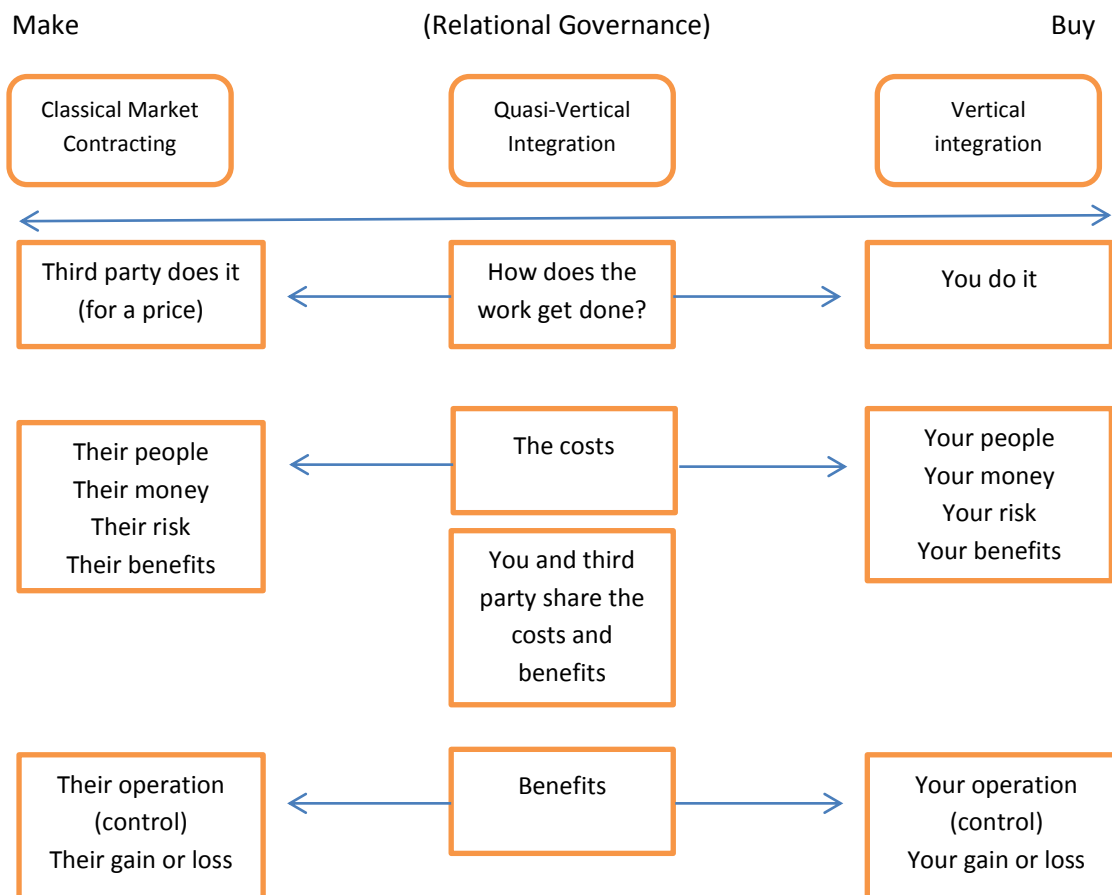 Make
(Relational Governance)
Buy
Classical Market
Contracting
Quasi-Vertical
Integration
Vertical
integration
Third party does it
(for a price)
How does the
work get done?
You do it
Their people
Their money
Their risk
Their benefits
The costs
Your people
Your money
Your risk
Your benefits
You and third
party share the
costs and
benefits
Their operation
(control)
Their gain or loss
Benefits
Your operation
(control)
Your gain or loss